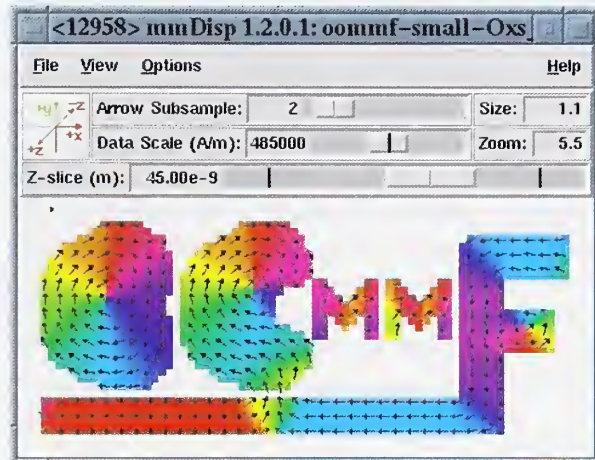 <12958> mmDisp 1.2.0.1: oommf-small-Oxs
File View Options Help
+y -z +x +z
Arrow Subsample: 2 Size: 1.1
Data Scale (A/m): 485000 Zoom: 5.5
Z-slice (m): 45.00e-9
OOMMF